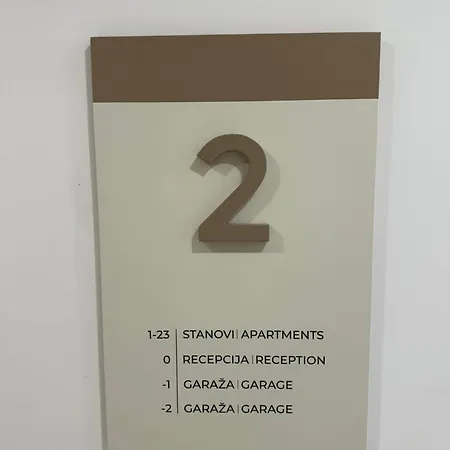 2
1-23 | STANOVI | APARTMENTS
0 | RECEPCIJA | RECEPTION
-1 | GARAŽA | GARAGE
-2 | GARAŽA | GARAGE